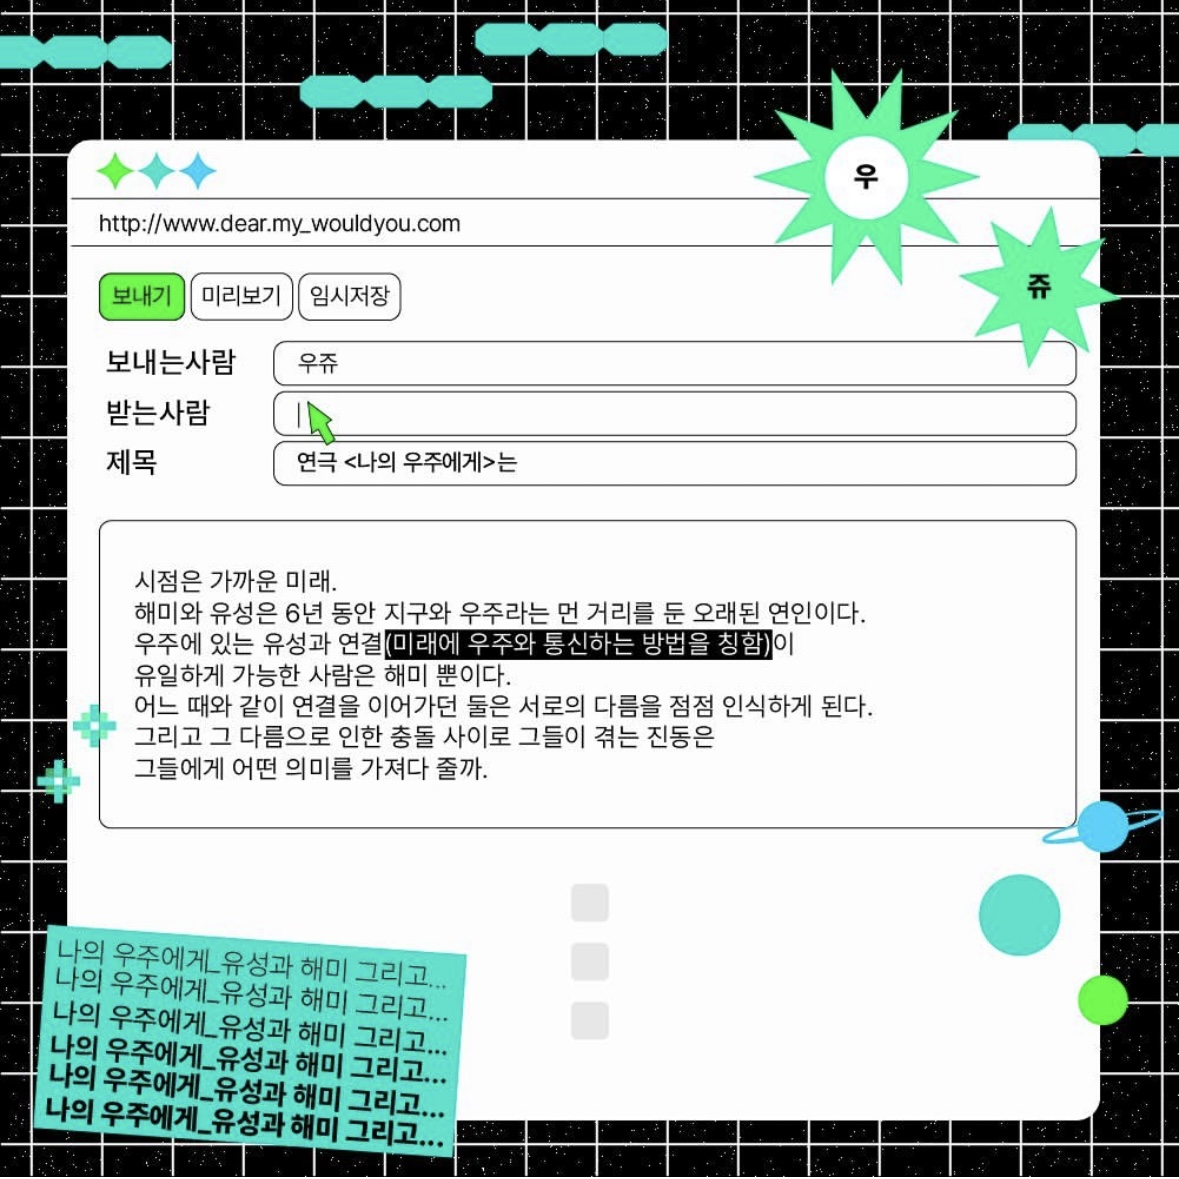 우
http://www.dear.my_wouldyou.com
쥬
보내기 미리보기 임시저장
보내는사람 우쥬
받는사람
제목 연극 <나의 우주에게>는
시점은 가까운 미래.
해미와 유성은 6년 동안 지구와 우주라는 먼 거리를 둔 오래된 연인이다.
우주에 있는 유성과 연결(미래에 우주와 통신하는 방법을 칭함)이
유일하게 가능한 사람은 해미 뿐이다.
어느 때와 같이 연결을 이어가던 둘은 서로의 다름을 점점 인식하게 된다.
그리고 그 다름으로 인한 충돌 사이로 그들이 겪는 진동은
그들에게 어떤 의미를 가져다 줄까.
나의 우주에게_유성과 해미 그리고...
나의 우주에게_유성과 해미 그리고...
나의 우주에게_유성과 해미 그리고...
나의 우주에게_유성과 해미 그리고...
나의 우주에게_유성과 해미 그리고...
나의 우주에게_유성과 해미 그리고...